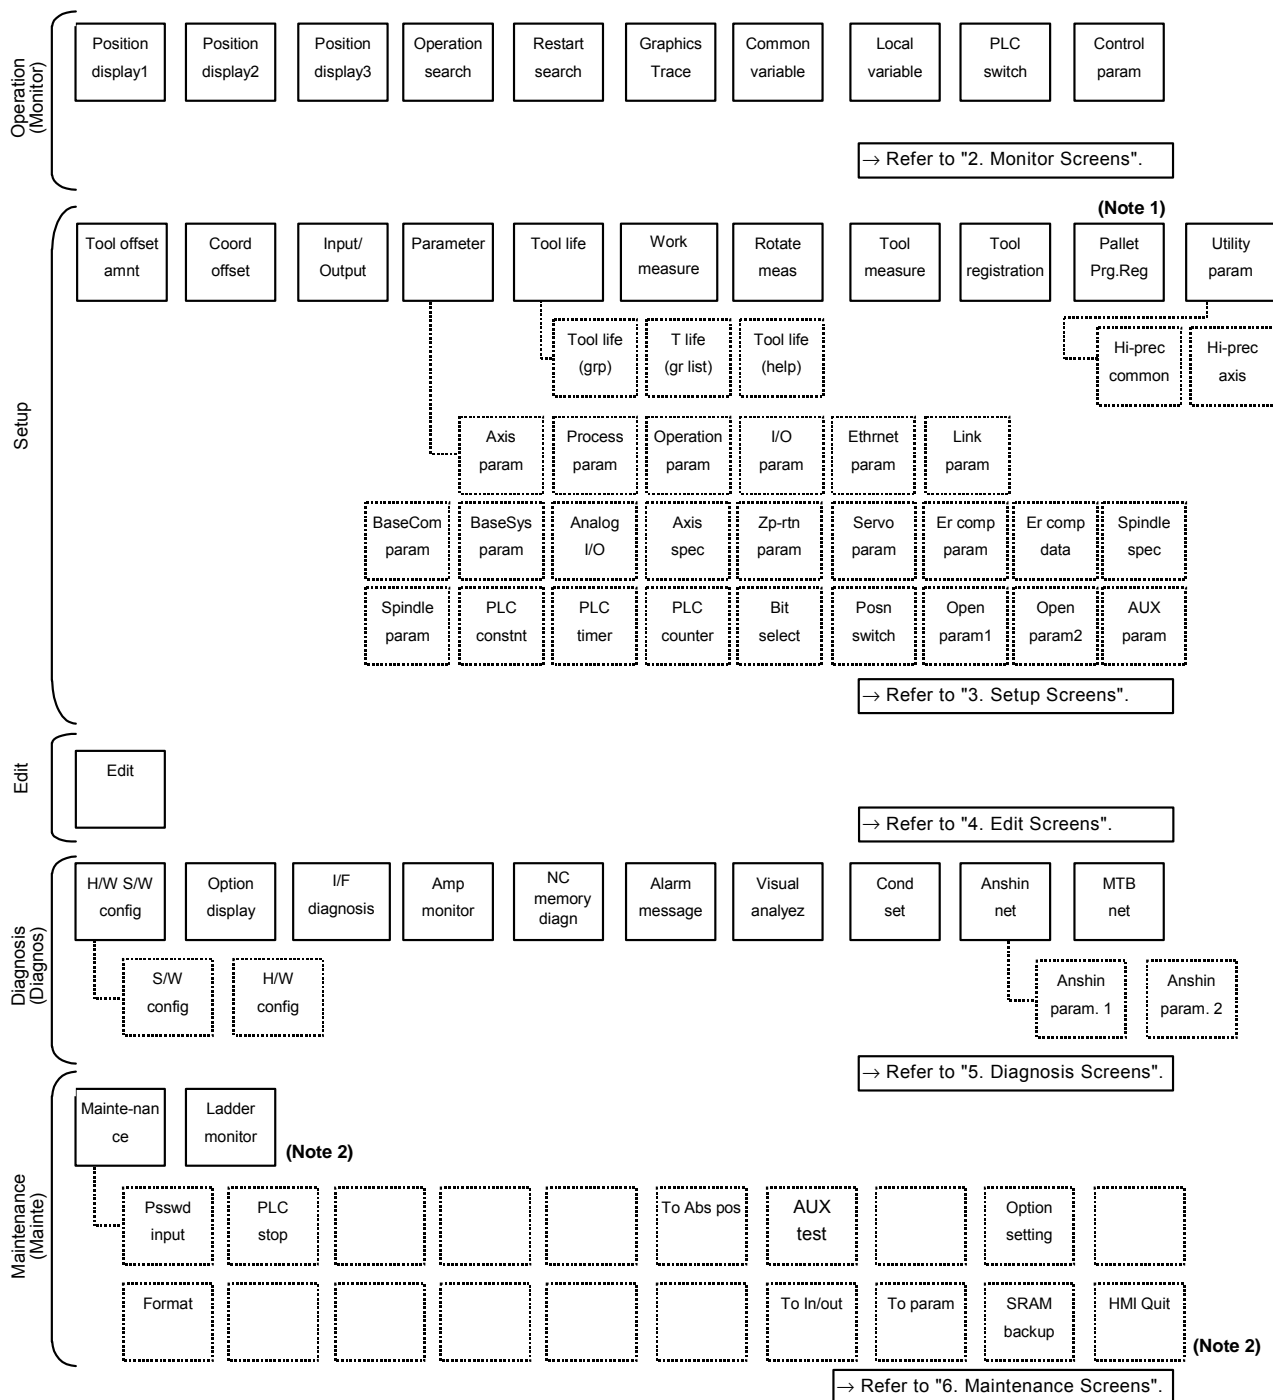 Operation
(Monitor)
Position
display1
Position
display2
Position
display3
Operation
search
Restart
search
Graphics
Trace
Common
variable
Local
variable
PLC
switch
Control
param
→ Refer to "2. Monitor Screens".
Setup
(Note 1)
Tool offset
amnt
Coord
offset
Input/
Output
Parameter
Tool life
Work
measure
Rotate
meas
Tool
measure
Tool
registration
Pallet
Prg.Reg
Utility
param
Tool life
(grp)
T life
(gr list)
Tool life
(help)
Hi-prec
common
Hi-prec
axis
Axis
param
Process
param
Operation
param
I/O
param
Ethrnet
param
Link
param
BaseCom
param
BaseSys
param
Analog
I/O
Axis
spec
Zp-rtn
param
Servo
param
Er comp
param
Er comp
data
Spindle
spec
Spindle
param
PLC
constnt
PLC
timer
PLC
counter
Bit
select
Posn
switch
Open
param1
Open
param2
AUX
param
→ Refer to "3. Setup Screens".
Edit
Edit
→ Refer to "4. Edit Screens".
Diagnosis
(Diagnos)
H/W S/W
config
Option
display
I/F
diagnosis
Amp
monitor
NC
memory
diagn
Alarm
message
Visual
analyez
Cond
set
Anshin
net
MTB
net
S/W
config
H/W
config
Anshin
param. 1
Anshin
param. 2
→ Refer to "5. Diagnosis Screens".
Maintenance
(Mainte)
Mainte-nan
ce
Ladder
monitor
(Note 2)
Psswd
input
PLC
stop
To Abs pos
AUX
test
Option
setting
Format
To In/out
To param
SRAM
backup
HMI Quit
(Note 2)
→ Refer to "6. Maintenance Screens".